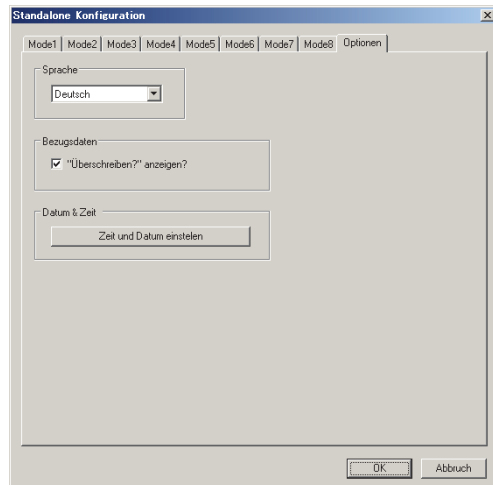 Standalone Konfiguration
Mode1 Mode2 Mode3 Mode4 Mode5 Mode6 Mode7 Mode8 Optionen
Sprache
Deutsch
Bezugsdaten
"Überschreiben?" anzeigen?
Datum & Zeit
Zeit und Datum einstelen
OK Abbruch